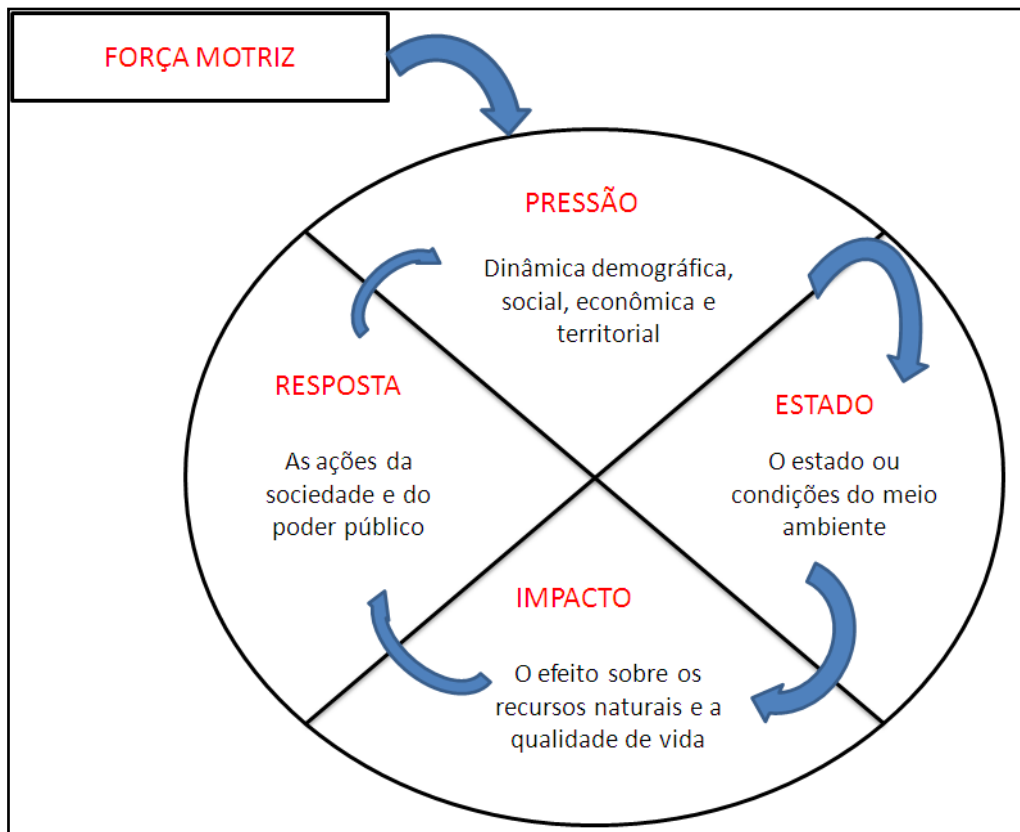 FORÇA MOTRIZ
PRESSÃO
Dinâmica demográfica,
social, econômica e
territorial
RESPOSTA
As ações da
sociedade e do
poder público
ESTADO
O estado ou
condições do meio
ambiente
IMPACTO
O efeito sobre os
recursos naturais e a
qualidade de vida